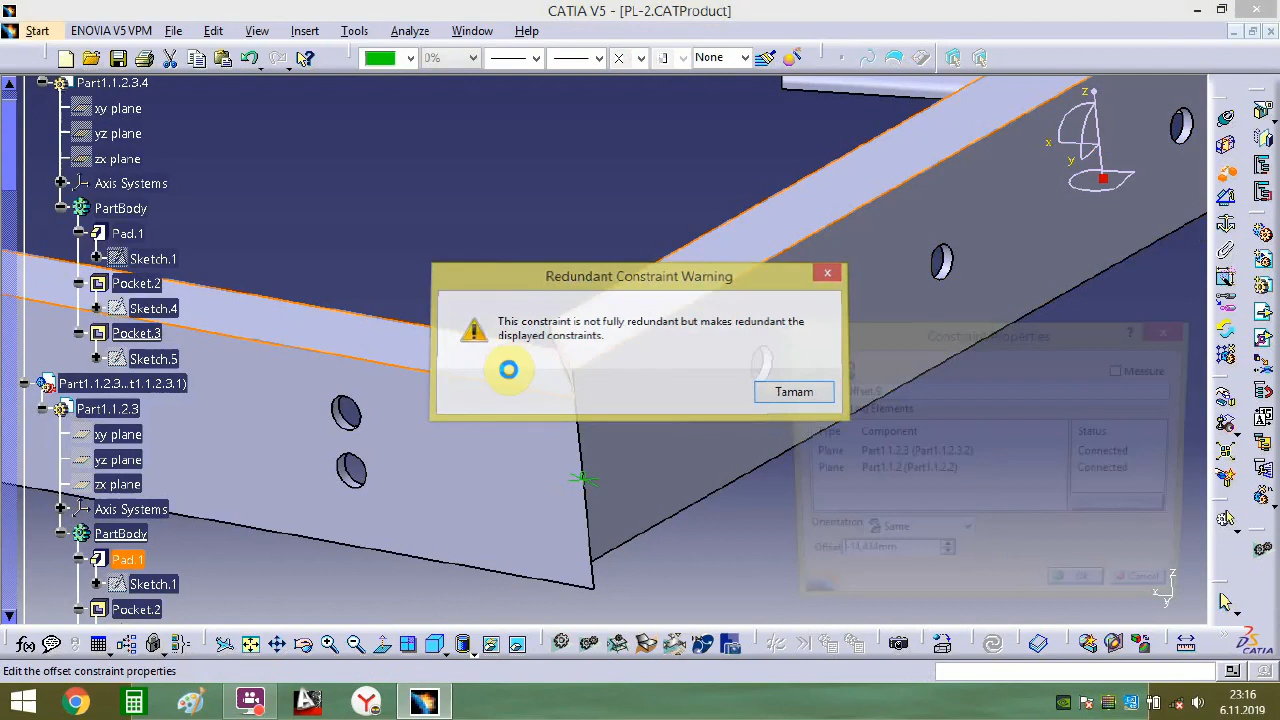 CATIA V5 - [PL-2.CATProduct]
Start ENOVIA V5 VPM File Edit View Insert Tools Analyze Window Help
0% None
Part1.1.2.3.4
xy plane
yz plane
zx plane
Axis Systems
PartBody
Pad.1
Sketch.1
Pocket.2
Sketch.4
Pocket.3
Sketch.5
Part1.1.2.3...t1.1.2.3.1)
Part1.1.2.3
xy plane
yz plane
zx plane
Axis Systems
PartBody
Pad.1
Sketch.1
Pocket.2
z
x
y
Redundant Constraint Warning
This constraint is not fully redundant but makes redundant the
displayed constraints.
Tamam
Constraint Properties
Measure
Offset.9
Type Component Status
Plane Part1.1.2.3 (Part1.1.2.3.2) Connected
Plane Part1.1.2 (Part1.1.2.2) Connected
Orientation Same
Offset
OK Cancel
z
x
y
CATIA
Edit the offset constraint properties
23:16
6.11.2019